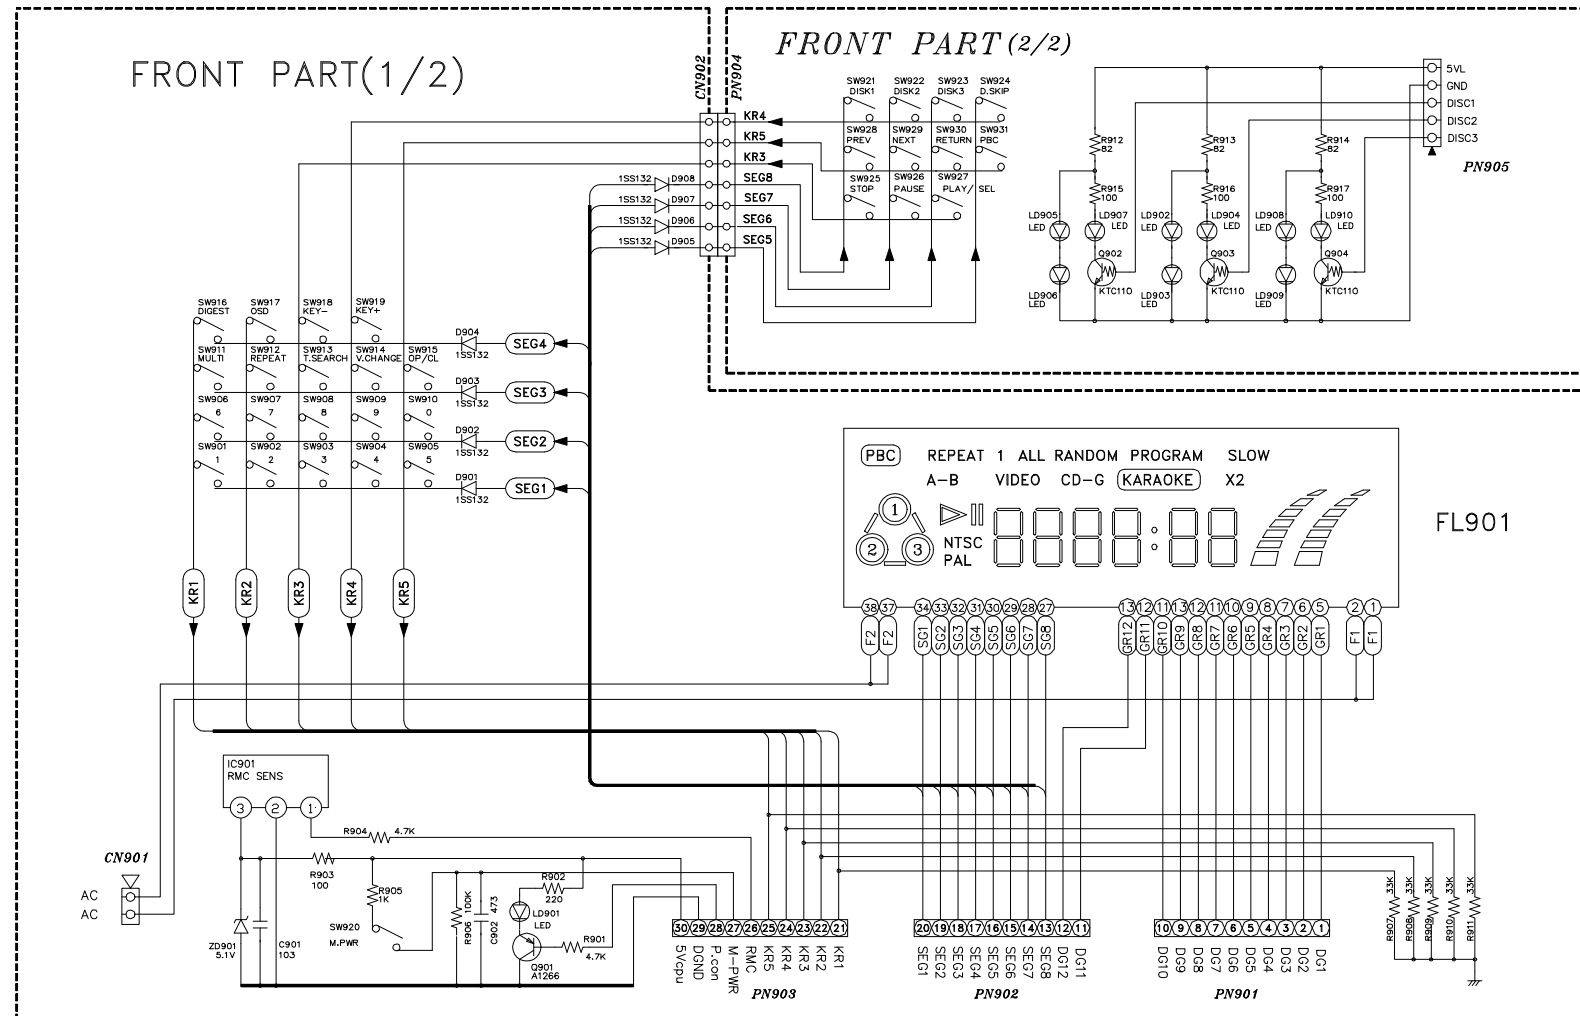 FRONT PART(1/2)
FRONT PART(2/2)
CN902
PN904
KR4
KR5
KR3
SEG8
SEG7
SEG6
SEG5
1SS132 D908
1SS132 D907
1SS132 D906
1SS132 D905
SW921 SW922 SW923 SW924
DISK1 DISK2 DISK3 D.SKIP
SW928 SW929 SW930 SW931
PREV NEXT RETURN PBC
SW925 SW926 SW927
STOP PAUSE PLAY/ SEL
5VL
GND
DISC1
DISC2
DISC3
PN905
R912 R913 R914
82 82 82
R915 R916 R917
100 100 100
LD905 LD907 LD902 LD904 LD908 LD910
LED LED LED LED LED LED
Q902 Q903 Q904
LD906 KTC110 LD903 KTC110 LD909 KTC110
LED LED LED
SW916 SW917 SW918 SW919
DIGEST OSD KEY- KEY+
D904
1SS132
SEG4
SW911 SW912 SW913 SW914 SW915
MULTI REPEAT T.SEARCH V.CHANGE OP/CL
D903
1SS132
SEG3
SW906 SW907 SW908 SW909 SW910
6 7 8 9 0
D902
1SS132
SEG2
SW901 SW902 SW903 SW904 SW905
1 2 3 4 5
D901
1SS132
SEG1
KR1 KR2 KR3 KR4 KR5
PBC REPEAT 1 ALL RANDOM PROGRAM SLOW
A-B VIDEO CD-G KARAOKE X2
1
2 3
NTSC
PAL
FL901
38 37 34 33 32 31 30 29 28 27 13 12 11 13 12 11 10 9 8 7 6 5 2 1
F2 F2 SG1 SG2 SG3 SG4 SG5 SG6 SG7 SG8 GR12 GR11 GR10 GR9 GR8 GR7 GR6 GR5 GR4 GR3 GR2 GR1 F1 F1
IC901
RMC SENS
3 2 1
R904 4.7K
CN901
AC
AC
R903
100
R905
1K
SW920
M.PWR
ZD901
5.1V
C901
103
R906 100K
C902 473
R902
220
LD901
LED
Q901
A1266
R901
4.7K
30 29 28 27 26 25 24 23 22 21
5Vcpu DGND P.con M-PWR RMC KR5 KR4 KR3 KR2 KR1
PN903
20 19 18 17 16 15 14 13 12 11
SEG1 SEG2 SEG3 SEG4 SEG5 SEG6 SEG7 SEG8 DG12 DG11
PN902
10 9 8 7 6 5 4 3 2 1
DG10 DG9 DG8 DG7 DG6 DG5 DG4 DG3 DG2 DG1
PN901
R907 33K
R908 33K
R909 33K
R910 33K
R1611 33K